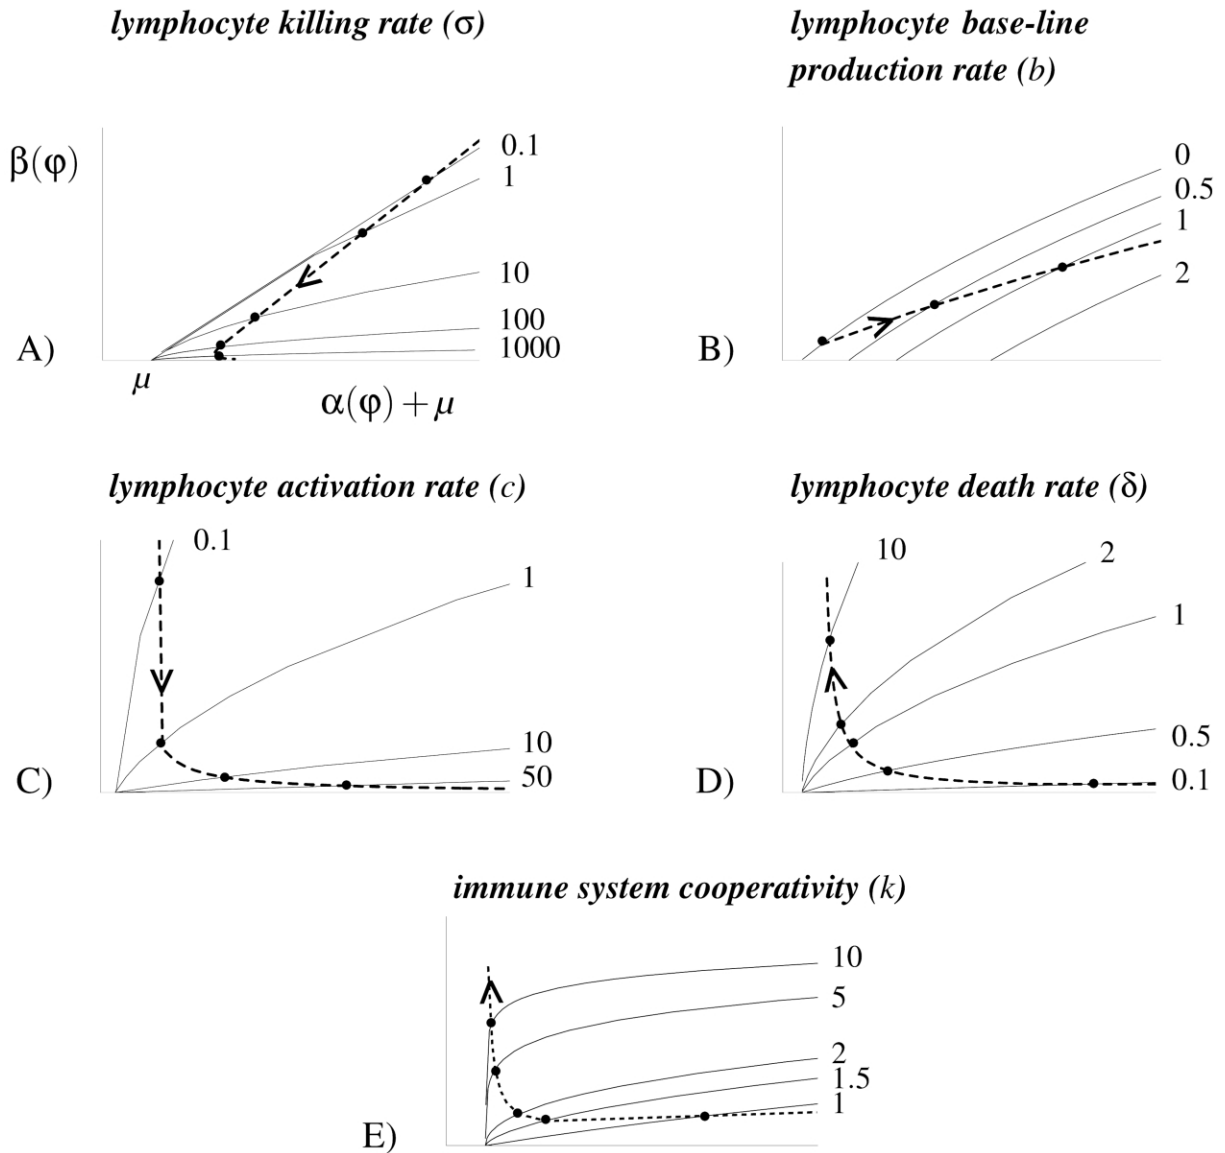 lymphocyte killing rate (σ)
lymphocyte base-line
production rate (b)
β(φ)
0.1
1
10
100
1000
A)
μ
α(φ) + μ
0
0.5
1
2
B)
lymphocyte activation rate (c)
0.1
1
10
50
C)
lymphocyte death rate (δ)
10
2
1
0.5
0.1
D)
immune system cooperativity (k)
10
5
2
1.5
1
E)